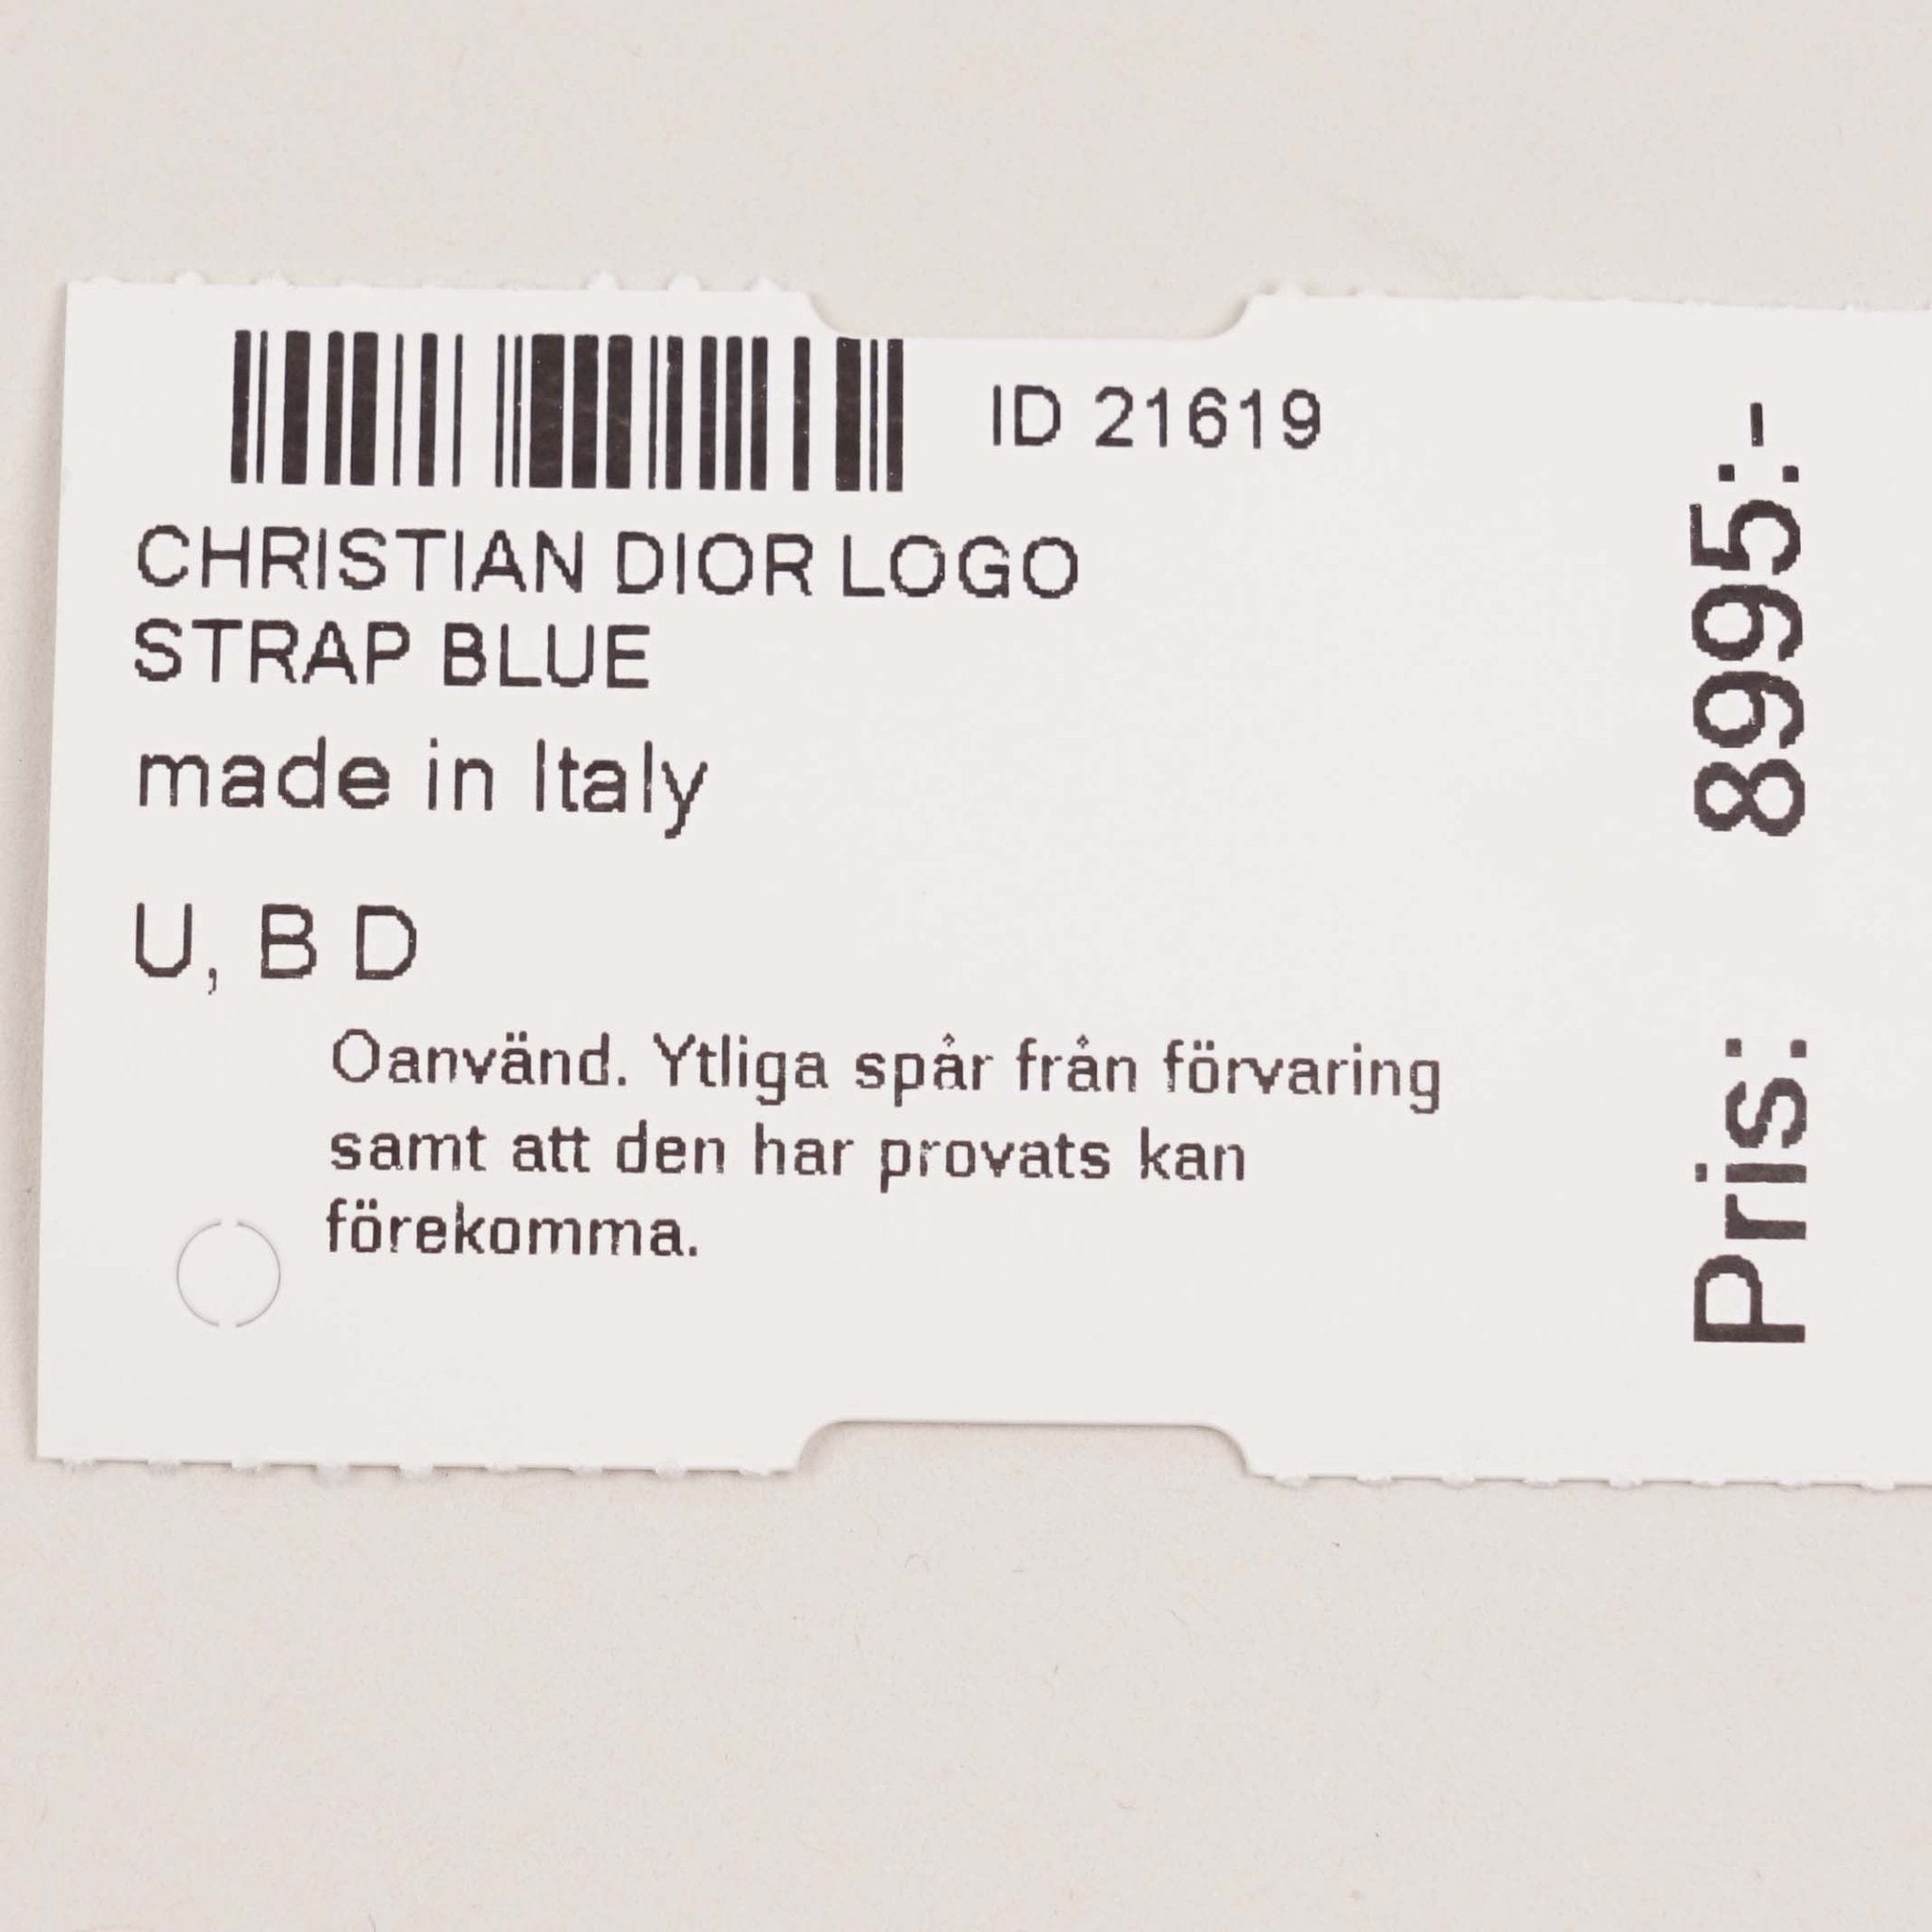 ID 21619
CHRISTIAN DIOR LOGO
STRAP BLUE
made in Italy
U, B D
Oanvänd. Ytliga spår från förvaring
samt att den har provats kan
förekomma.
Pris: 8995:-